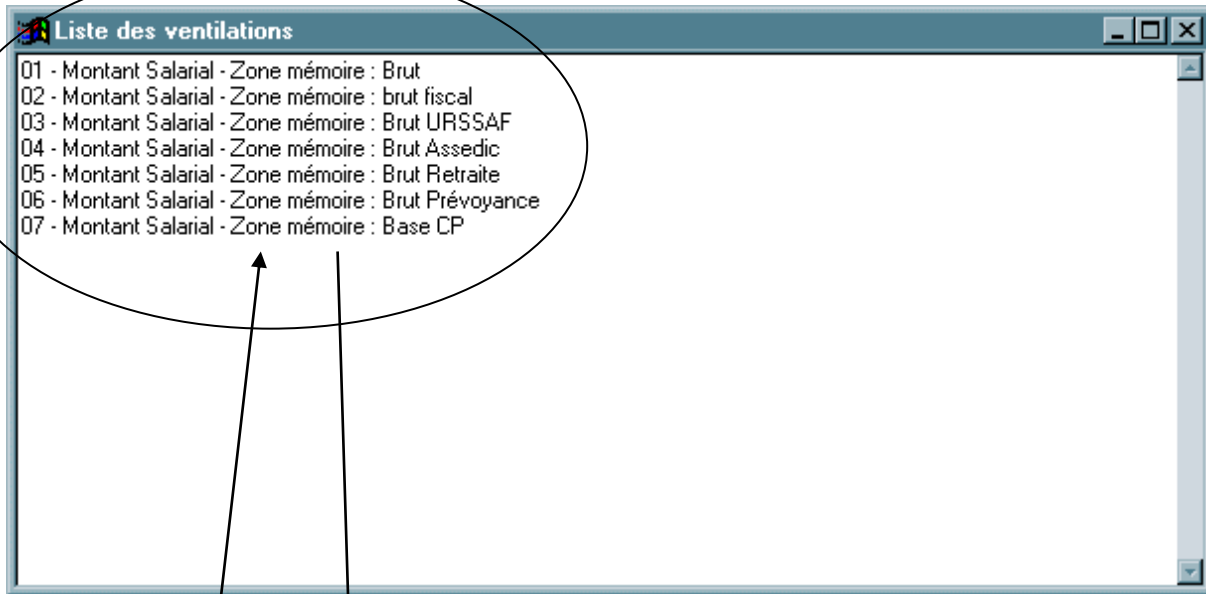 Liste des ventilations
01 - Montant Salarial - Zone mémoire : Brut
02 - Montant Salarial - Zone mémoire : brut fiscal
03 - Montant Salarial - Zone mémoire : Brut URSSAF
04 - Montant Salarial - Zone mémoire : Brut Assedic
05 - Montant Salarial - Zone mémoire : Brut Retraite
06 - Montant Salarial - Zone mémoire : Brut Prévoyance
07 - Montant Salarial - Zone mémoire : Base CP